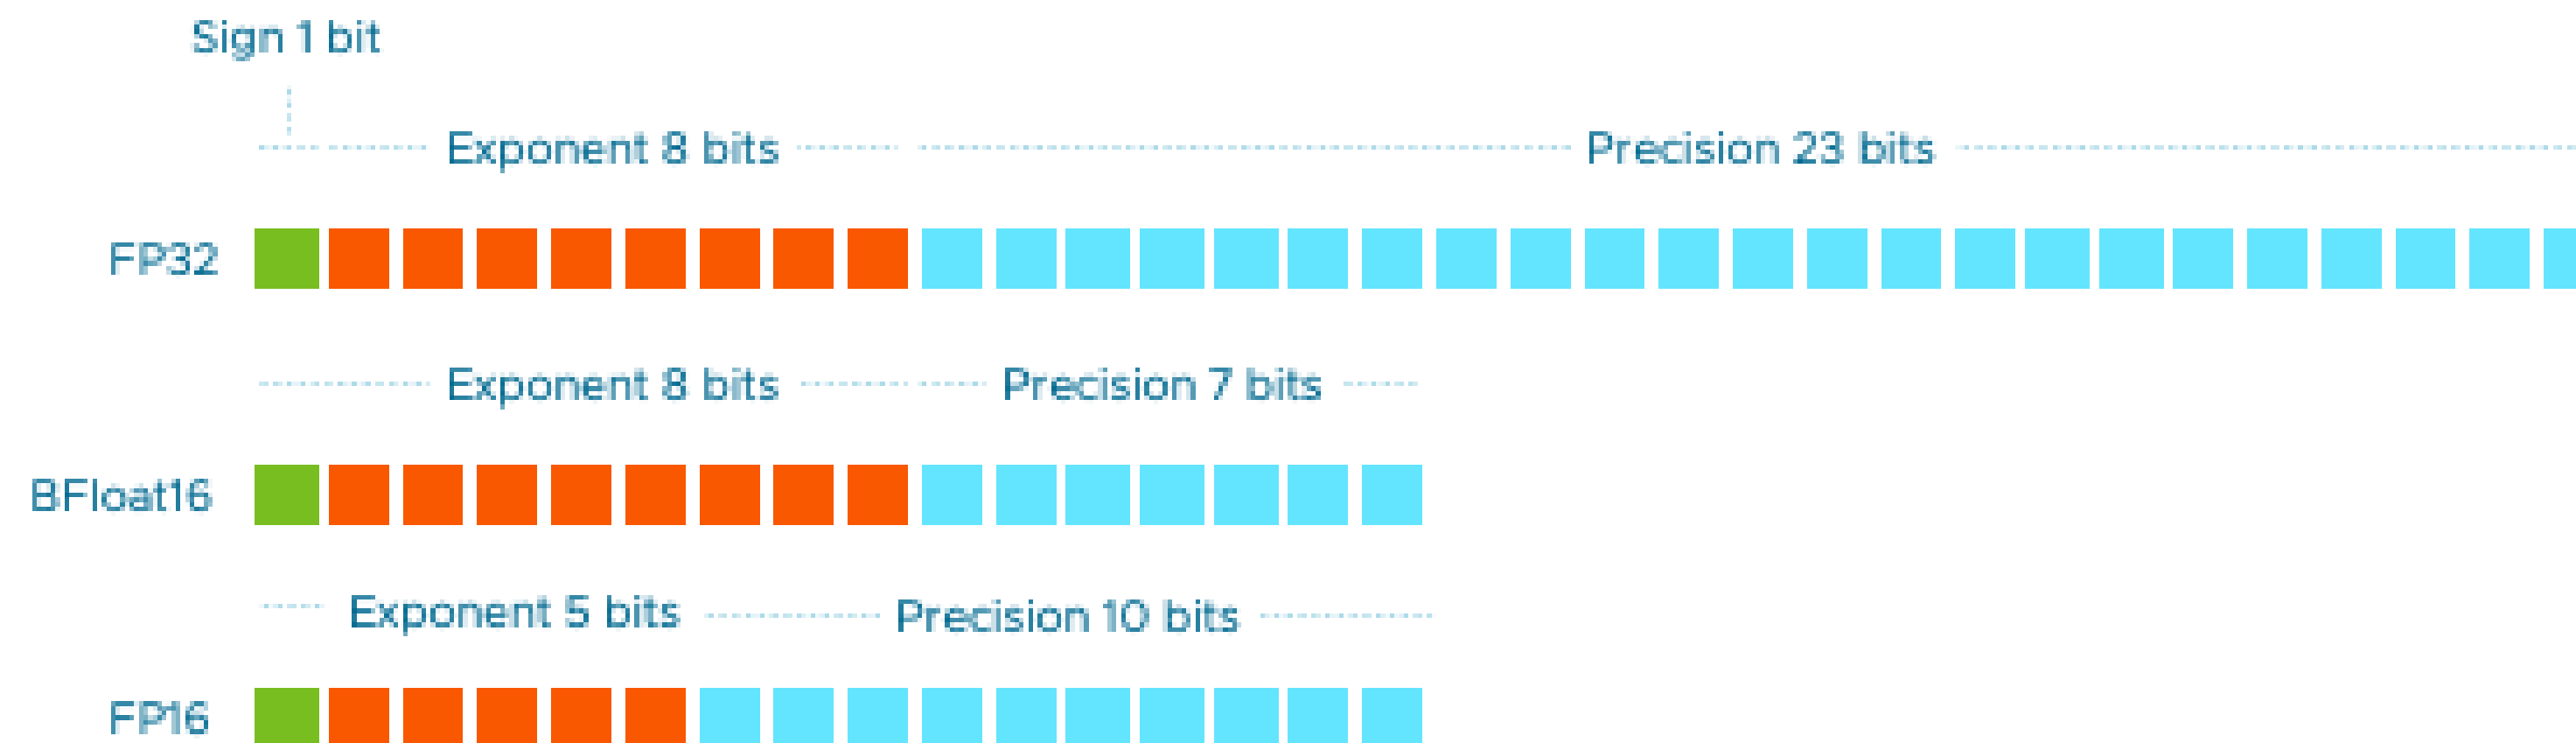 Sign 1 bit
Exponent 8 bits Precision 23 bits
FP32
Exponent 8 bits Precision 7 bits
BFloat16
Exponent 5 bits Precision 10 bits
FP16